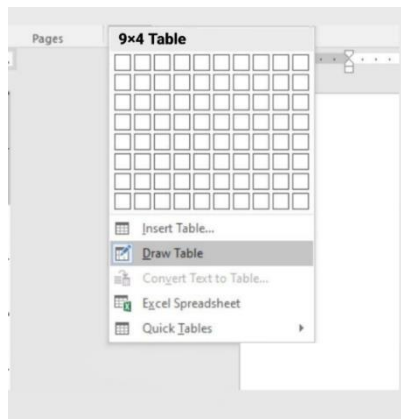 Pages
9×4 Table
Insert Table...
Draw Table
Convert Text to Table...
Excel Spreadsheet
Quick Tables